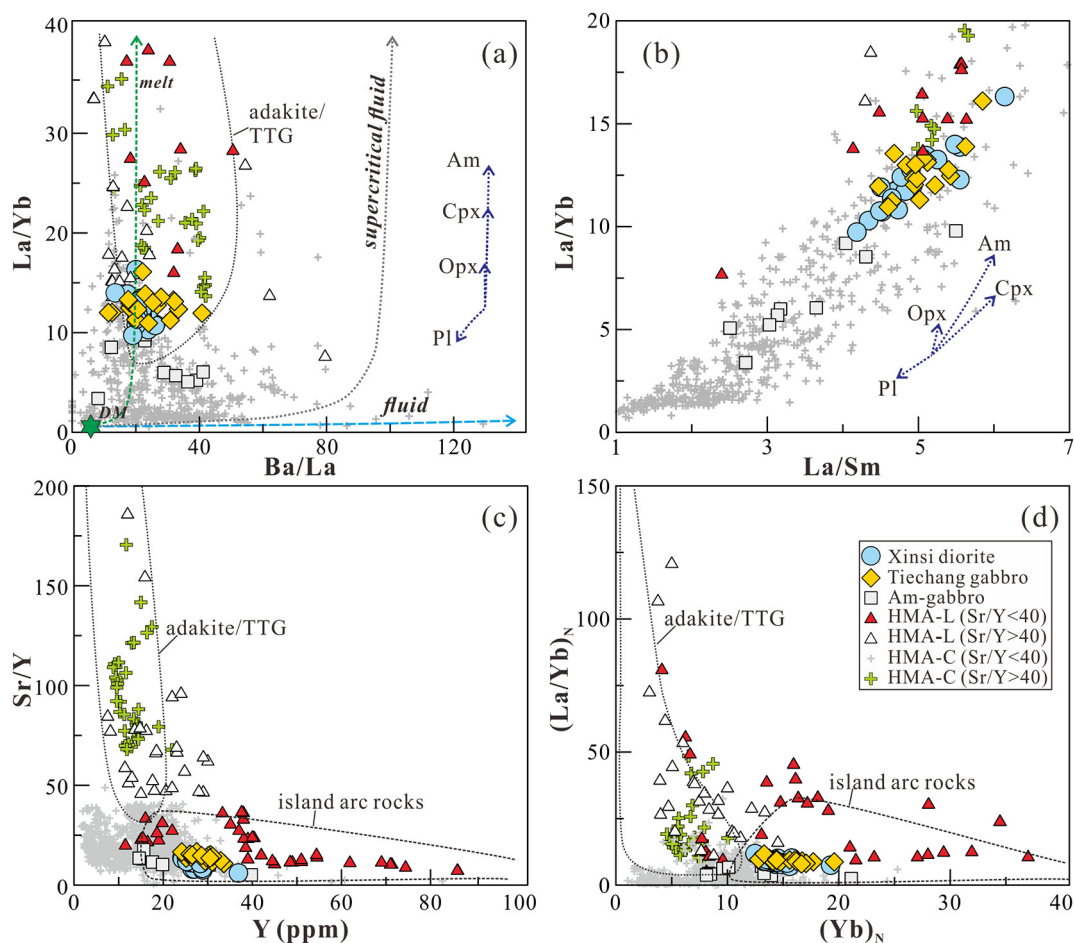 (a)
La/Yb
40
30
20
10
0
melt
adakite/
TTG
supercritical fluid
Am
Cpx
Opx
Pl
DM
fluid
0
40
80
120
Ba/La
(b)
La/Yb
20
15
10
5
0
Am
Cpx
Opx
Pl
1
3
5
7
La/Sm
(c)
Sr/Y
200
150
100
50
0
adakite/TTG
island arc rocks
0
20
40
60
80
100
Y (ppm)
(d)
(La/Yb)N
150
100
50
0
adakite/TTG
Xinsi diorite
Tiechang gabbro
Am-gabbro
HMA-L (Sr/Y<40)
HMA-L (Sr/Y>40)
HMA-C (Sr/Y<40)
HMA-C (Sr/Y>40)
island arc rocks
0
10
20
30
40
(Yb)N